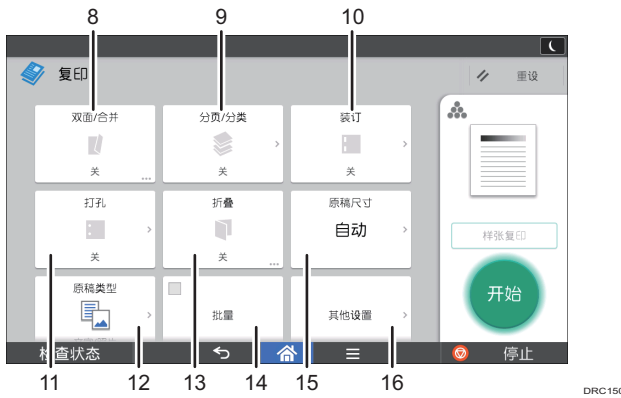 8 9 10
复印
重设
双面/合并 分页/分类 装订
关 关 关
打孔 折叠 原稿尺寸
自动
关 关
样张复印
开始
原稿类型
批量 其他设置
检查状态 停止
11 12 13 14 15 16
DRC150